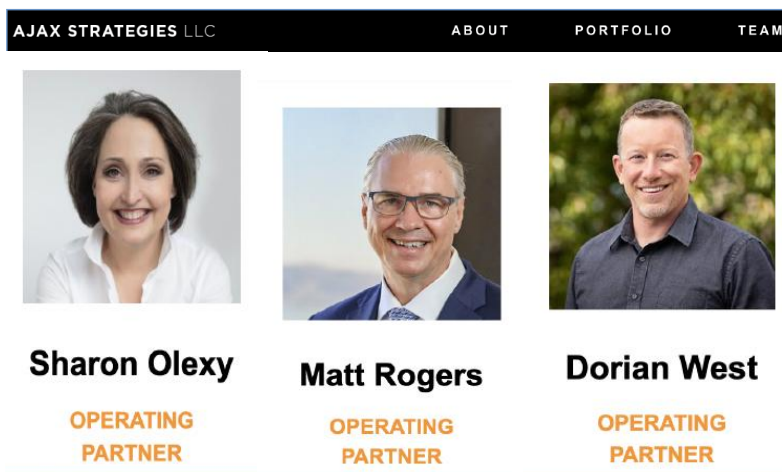 AJAX STRATEGIES LLC ABOUT PORTFOLIO TEAM
Sharon Olexy
OPERATING
PARTNER
Matt Rogers
OPERATING
PARTNER
Dorian West
OPERATING
PARTNER